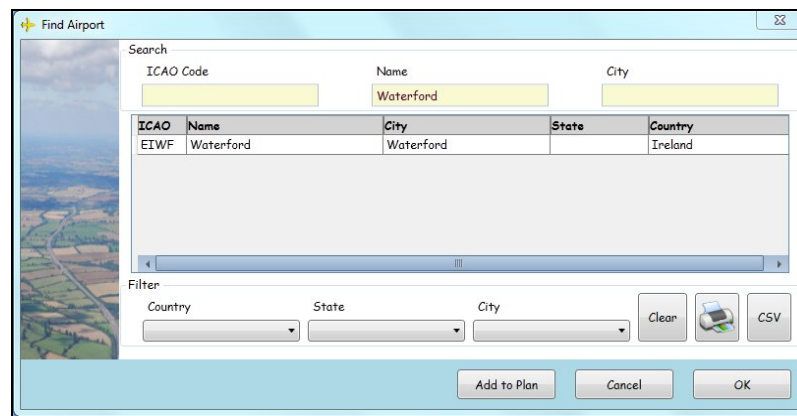 Find Airport
Search
ICAO Code Name City
Waterford
ICAO Name City State Country
EIWF Waterford Waterford Ireland
Filter
Country State City
Clear CSV
Add to Plan Cancel OK